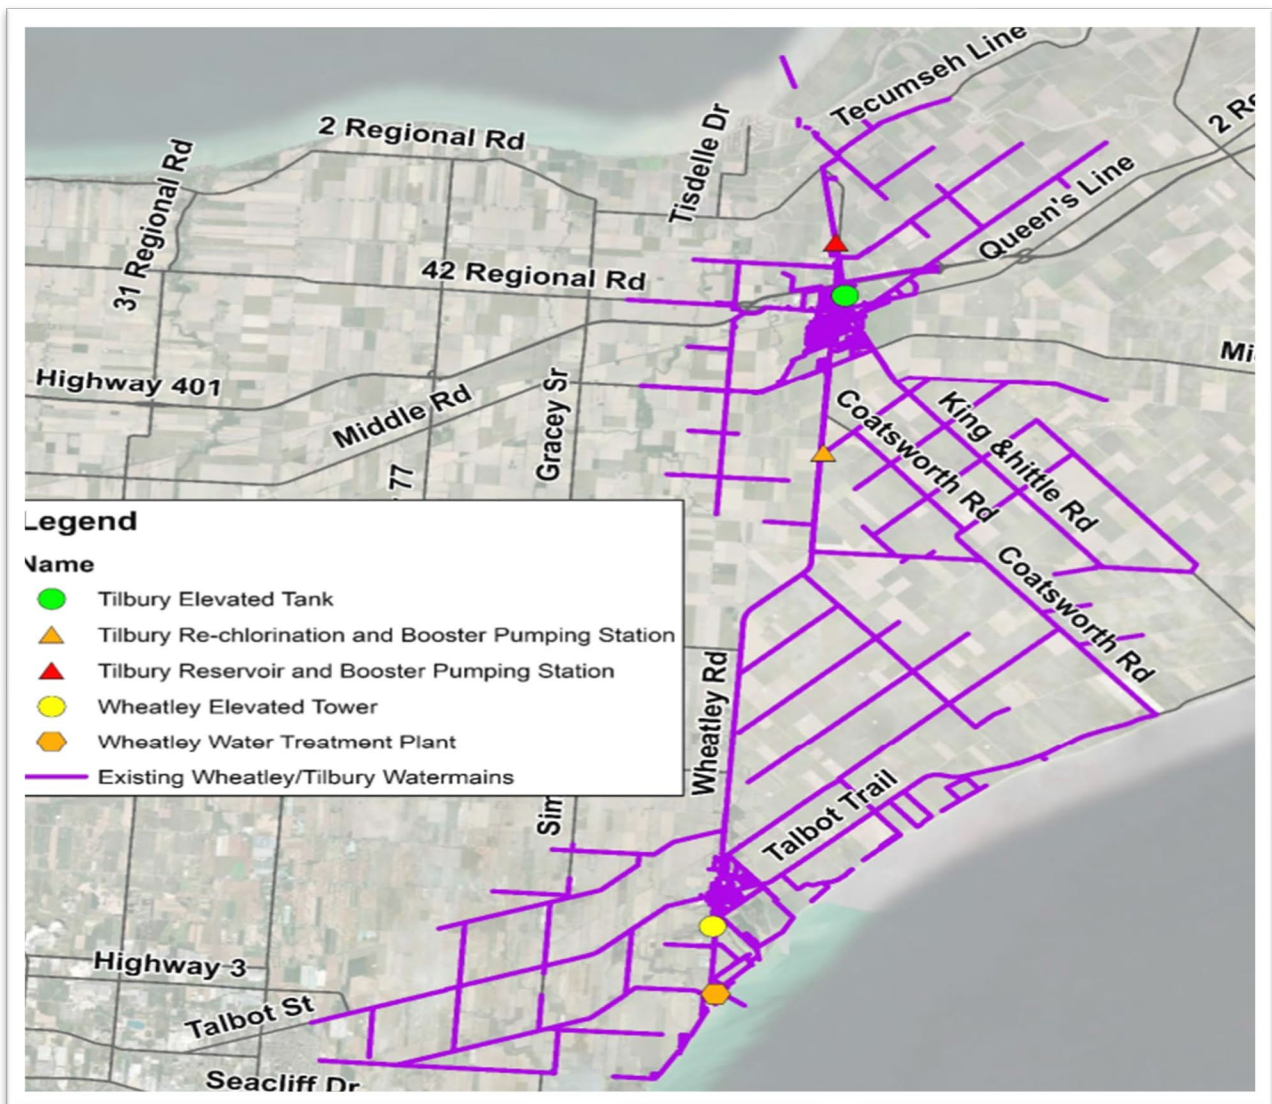 Tecumseh Line
2 Regional Rd
Tisdelle Dr
2 Re
31 Regional Rd
Queen's Line
42 Regional Rd
Highway 401
Mi
Middle Rd
Gracey Sr
Coatsworth Rd
King &hittle Rd
77
Coatsworth Rd
Legend
Name
Tilbury Elevated Tank
Tilbury Re-chlorination and Booster Pumping Station
Tilbury Reservoir and Booster Pumping Station
Wheatley Elevated Tower
Wheatley Water Treatment Plant
Existing Wheatley/Tilbury Watermains
Wheatley Rd
Sim
Talbot Trail
Highway 3
Talbot St
Seacliff Dr